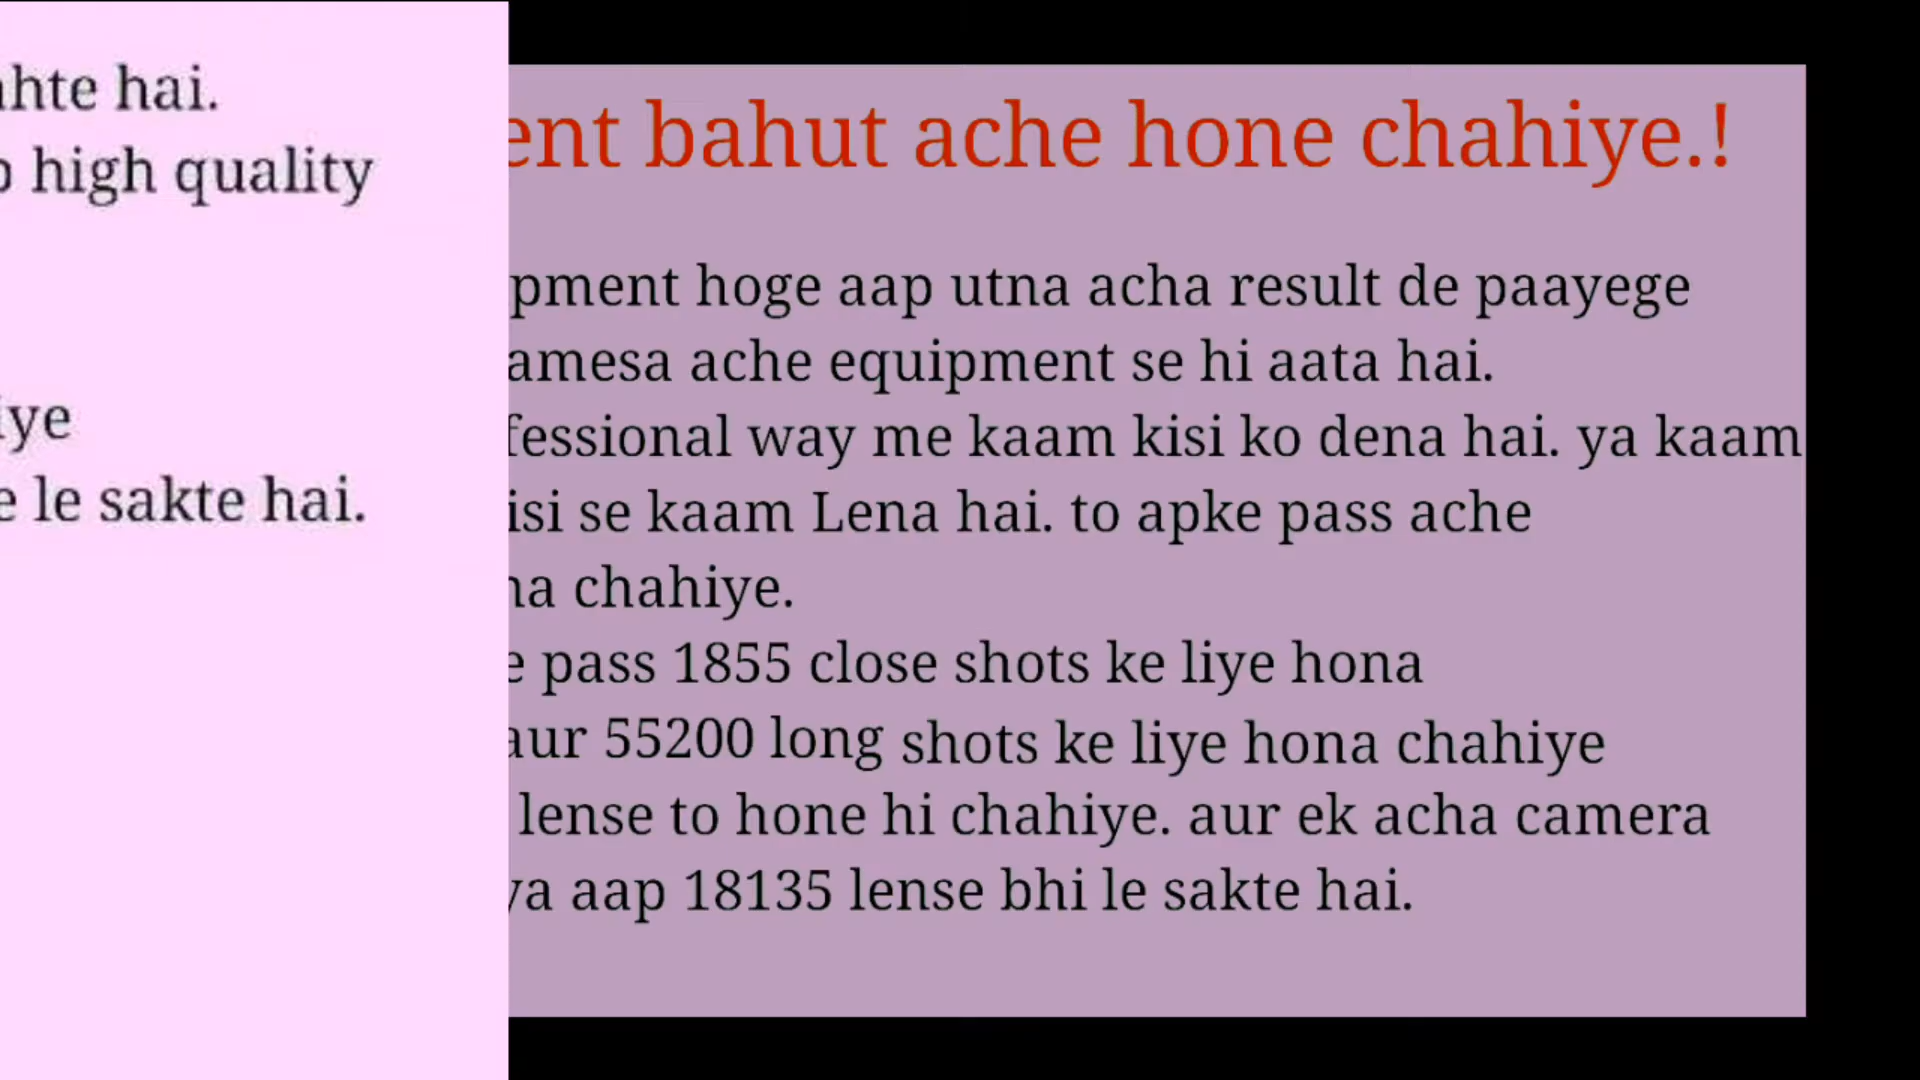 hte hai.
high quality
iye
e le sakte hai.
ent bahut ache hone chahiye.!
pment hoge aap utna acha result de paayege
amesa ache equipment se hi aata hai.
fessional way me kaam kisi ko dena hai. ya kaam
isi se kaam Lena hai. to apke pass ache
na chahiye.
e pass 1855 close shots ke liye hona
aur 55200 long shots ke liye hona chahiye
lense to hone hi chahiye. aur ek acha camera
ya aap 18135 lense bhi le sakte hai.